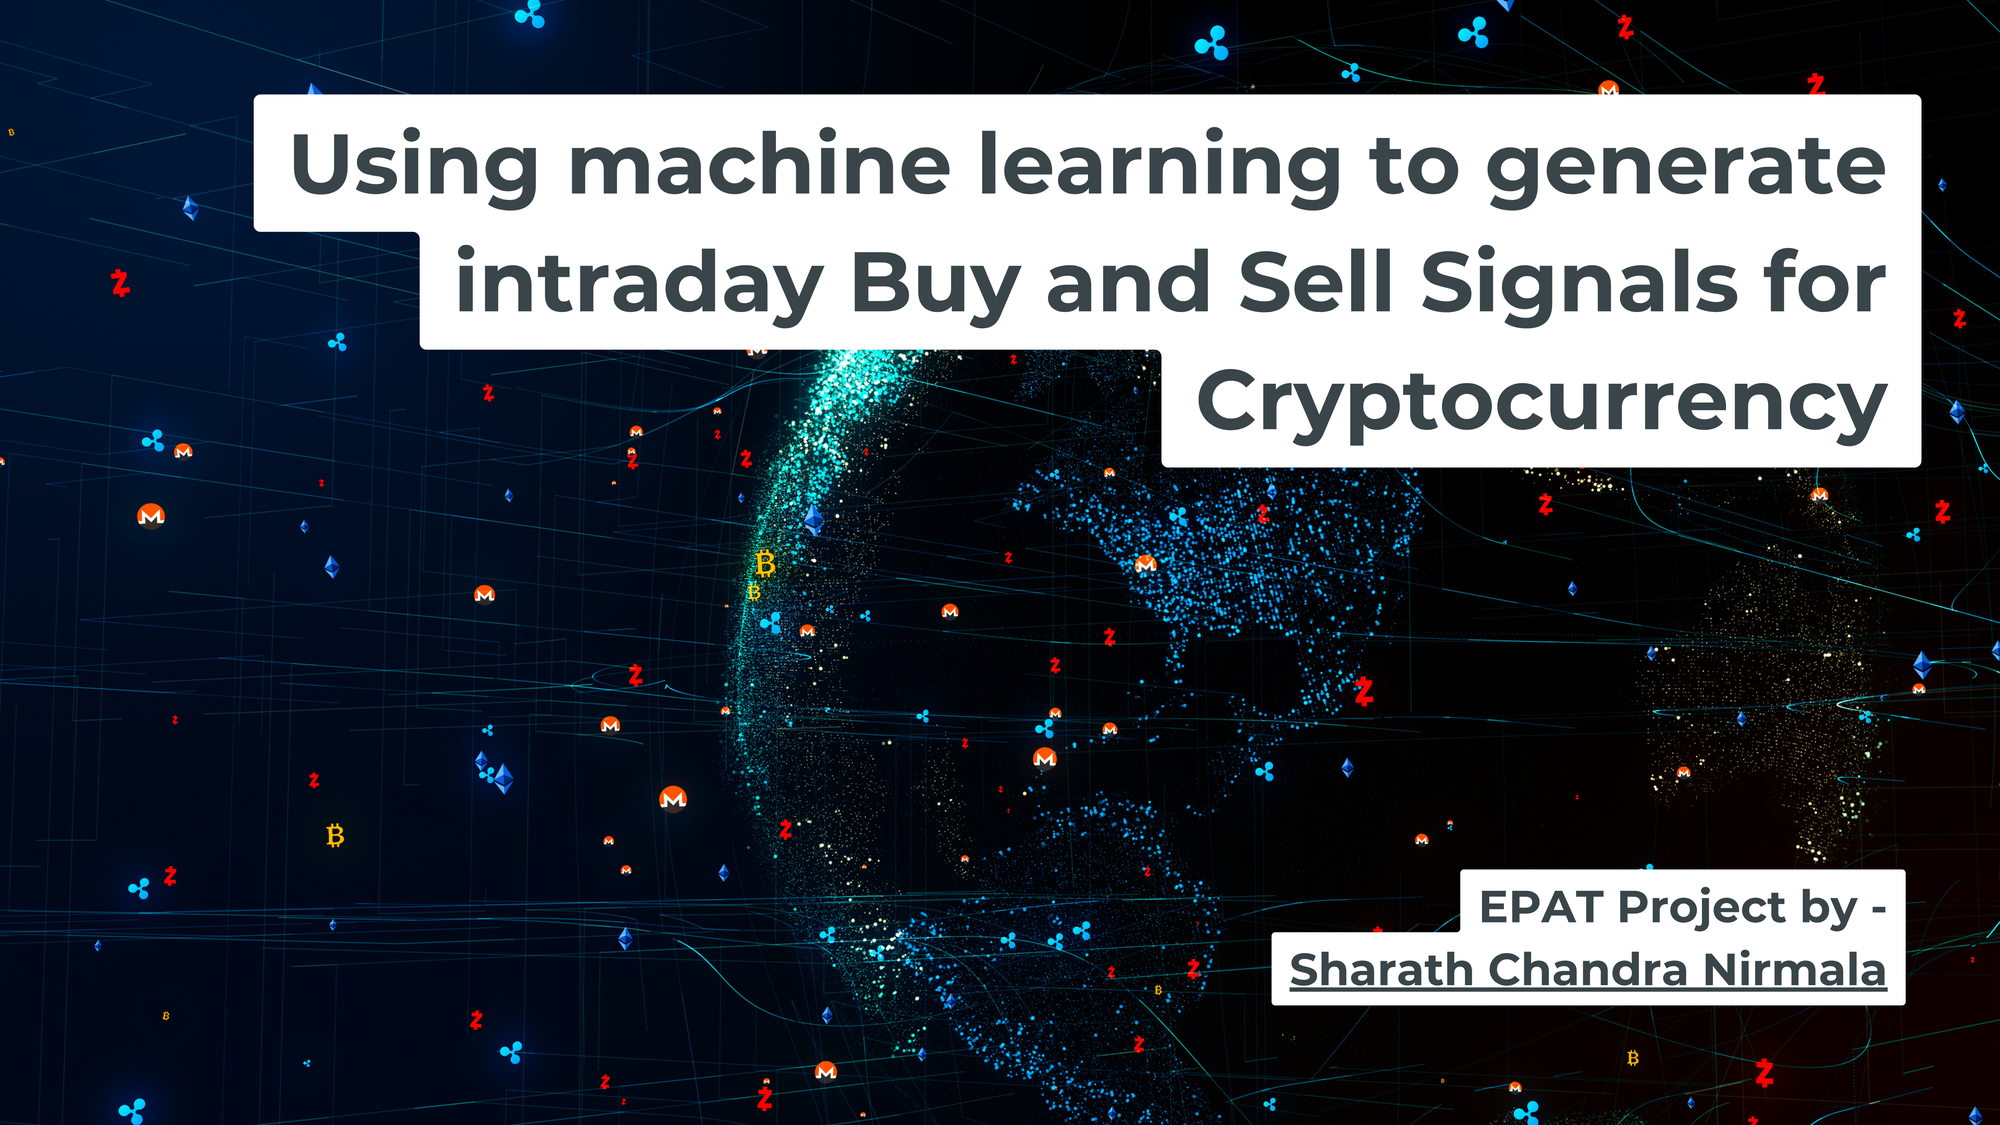 Using machine learning to generate
intraday Buy and Sell Signals for
Cryptocurrency
EPAT Project by -
Sharath Chandra Nirmala